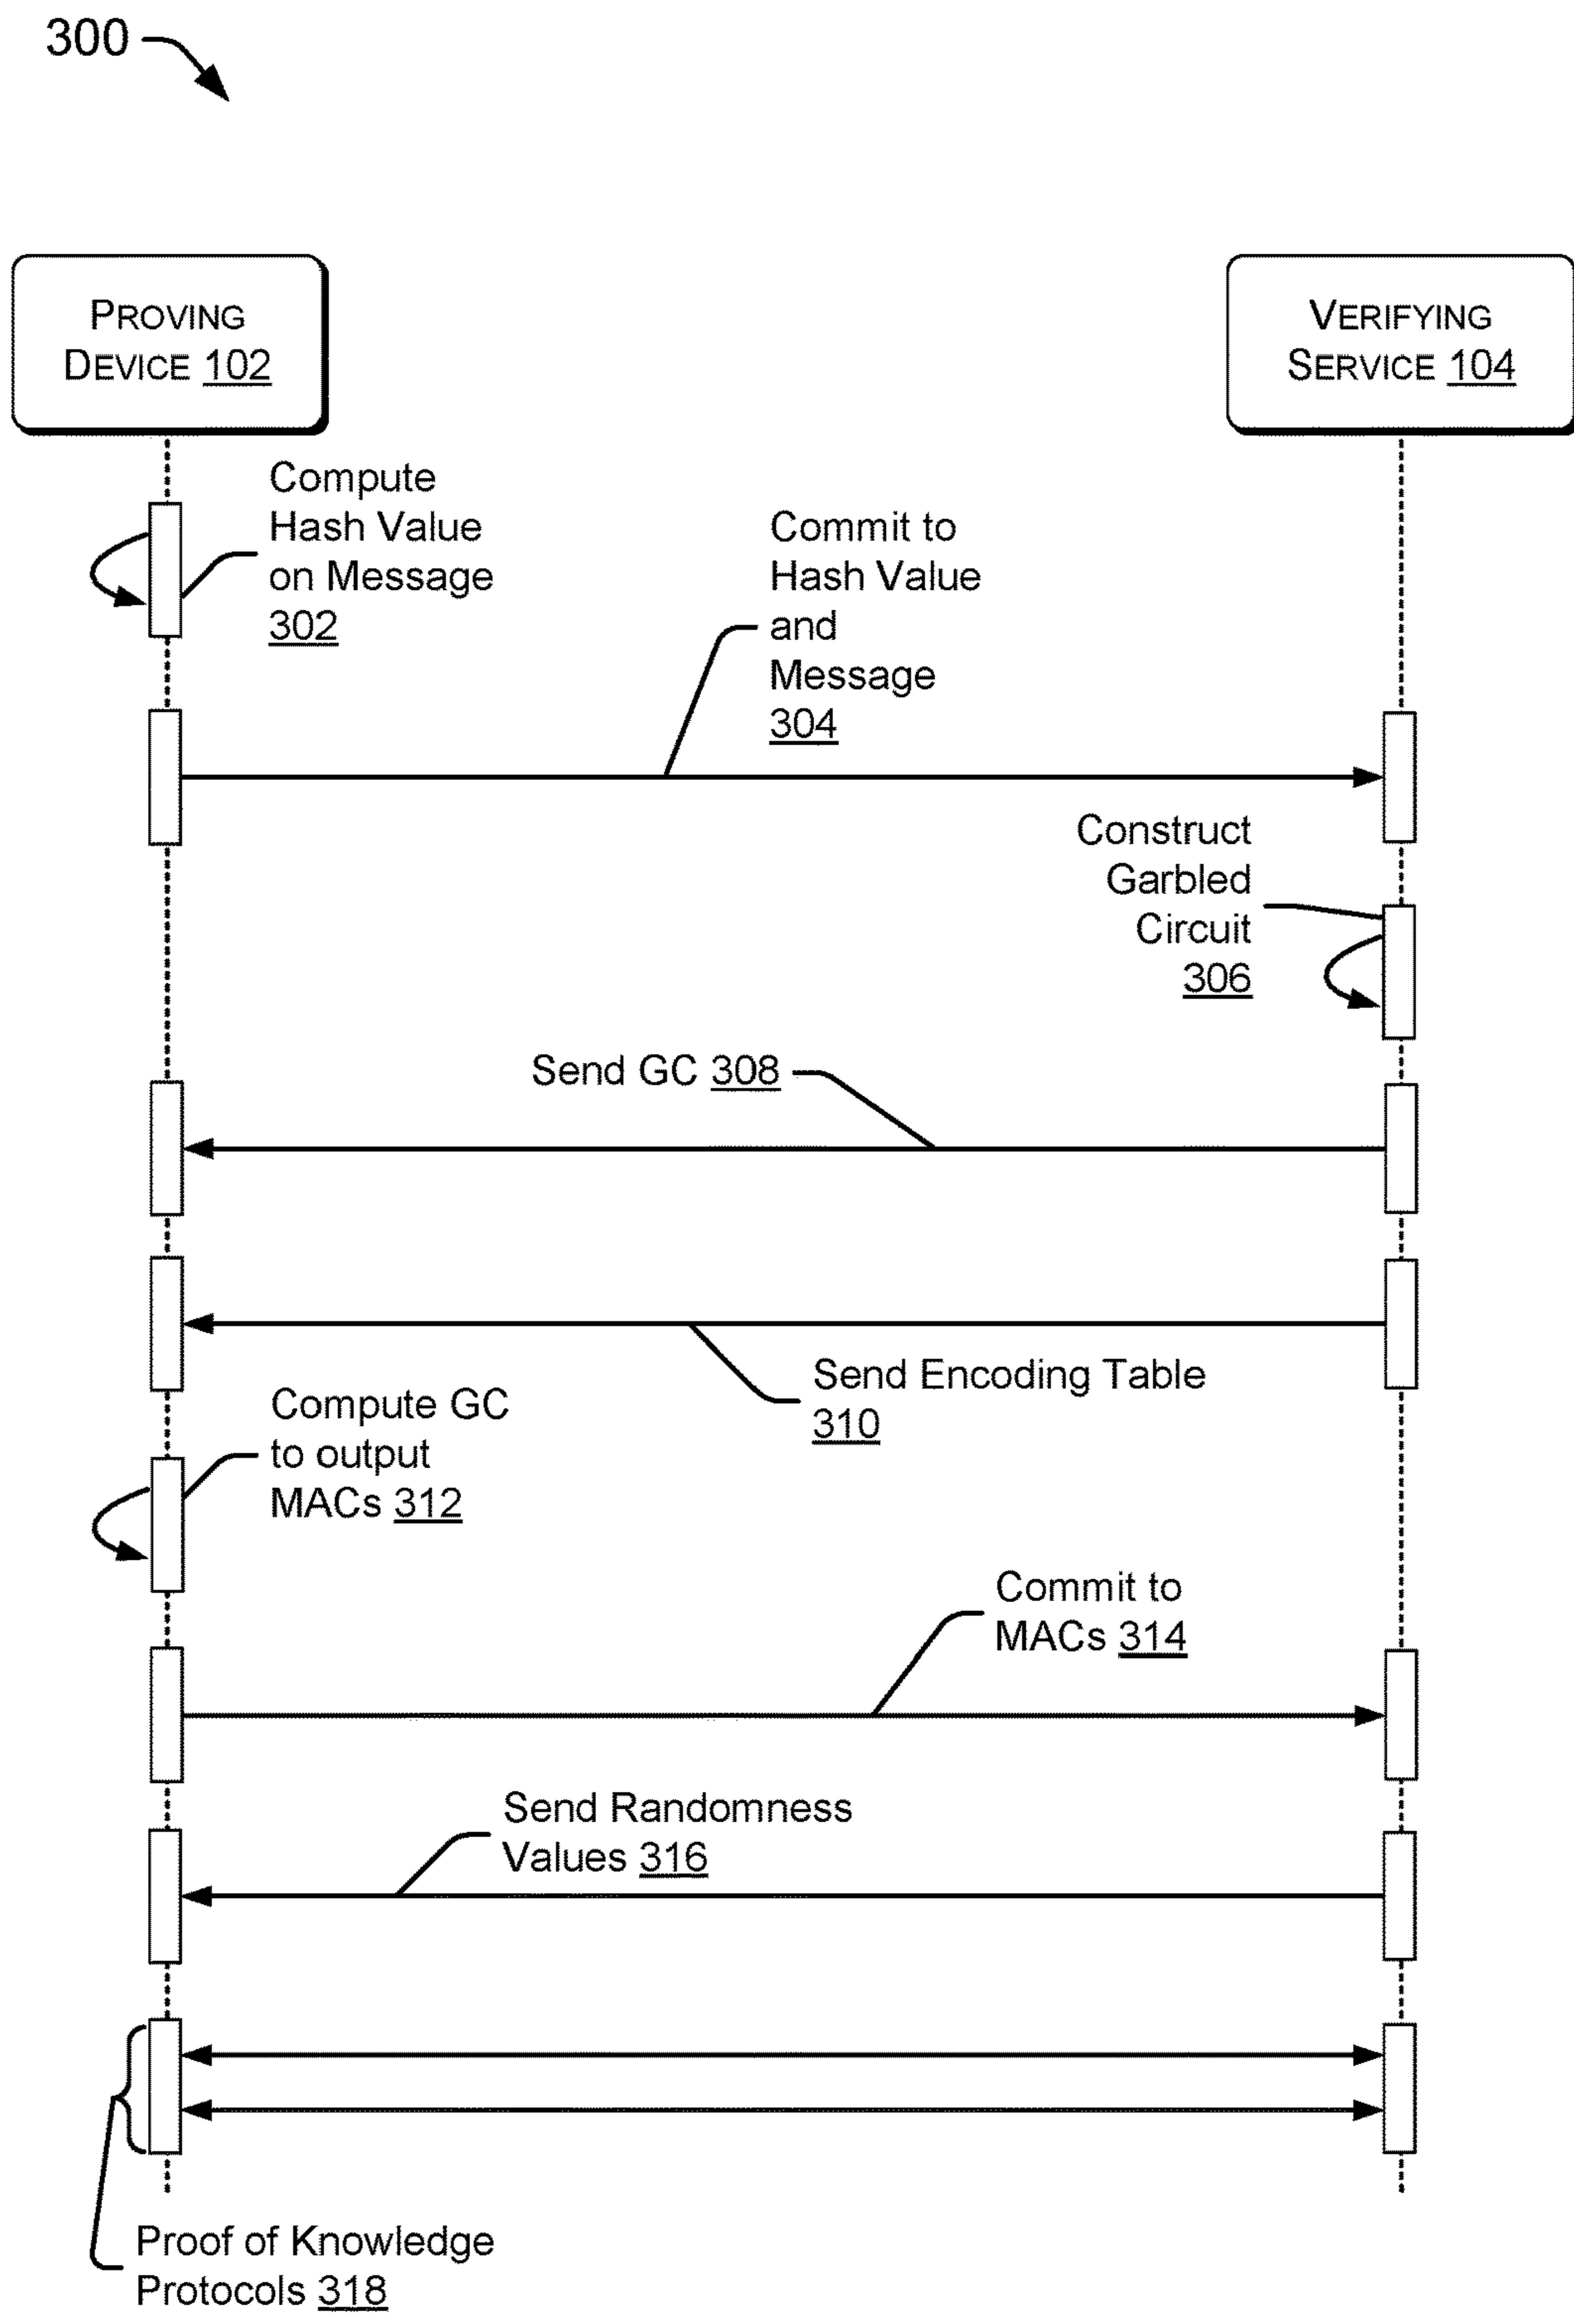 300
PROVING
DEVICE 102
VERIFYING
SERVICE 104
Compute
Hash Value
on Message
302
Commit to
Hash Value
and
Message
304
Construct
Garbled
Circuit
306
Send GC 308
Send Encoding Table
310
Compute GC
to output
MACs 312
Commit to
MACs 314
Send Randomness
Values 316
Proof of Knowledge
Protocols 318